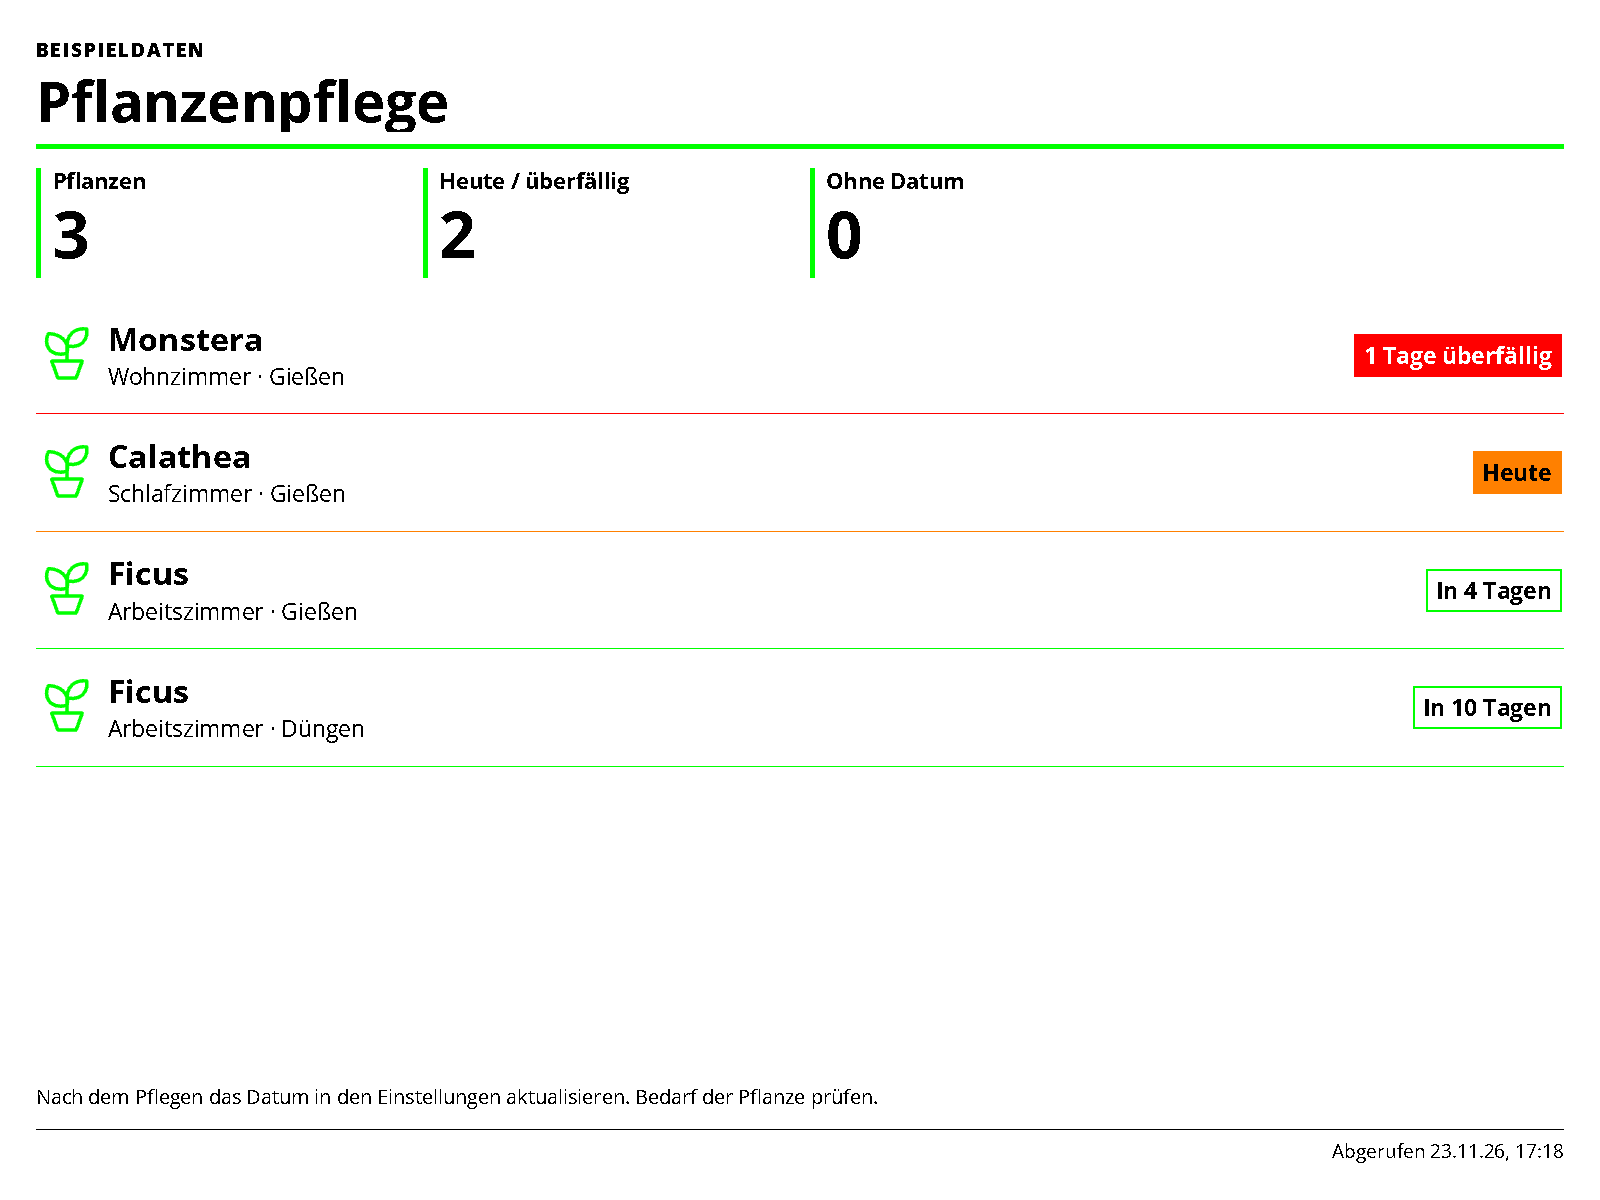 BEISPIELDATEN
Pflanzenpflege
Pflanzen
3
Heute / überfällig
2
Ohne Datum
0
Monstera
Wohnzimmer · Gießen
1 Tage überfällig
Calathea
Schlafzimmer · Gießen
Heute
Ficus
Arbeitszimmer · Gießen
In 4 Tagen
Ficus
Arbeitszimmer · Düngen
In 10 Tagen
Nach dem Pflegen das Datum in den Einstellungen aktualisieren. Bedarf der Pflanze prüfen.
Abgerufen 23.11.26, 17:18